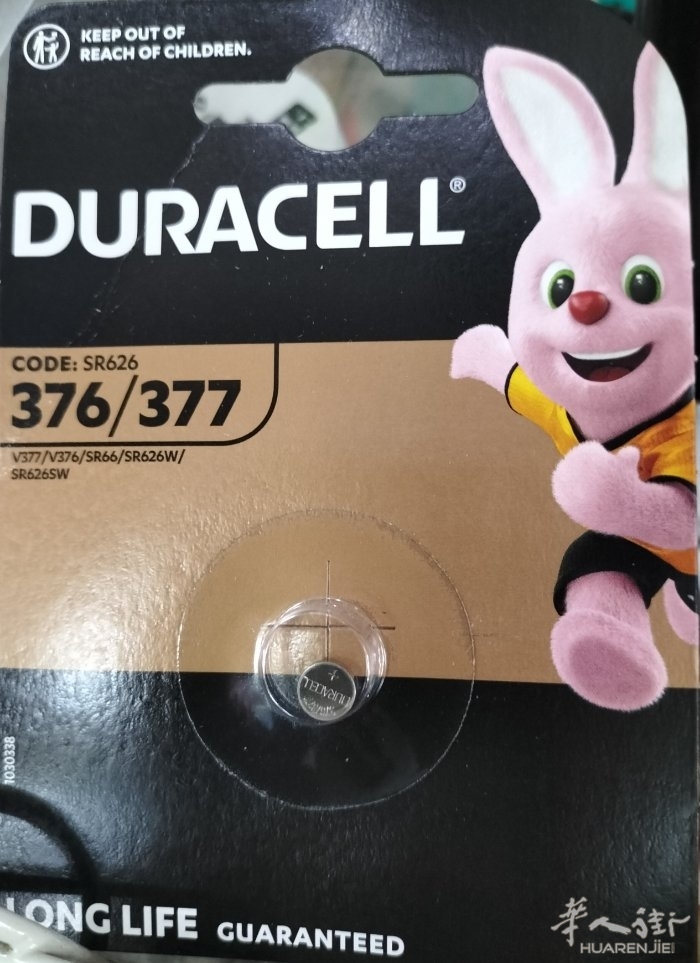 KEEP OUT OF
REACH OF CHILDREN.
DURACELL®
CODE: SR626
376/377
V377/V376/SR66/SR626W/
SR626SW
+
DURACELL
1030338
LONG LIFE GUARANTEED
華人街
HUARENJIE